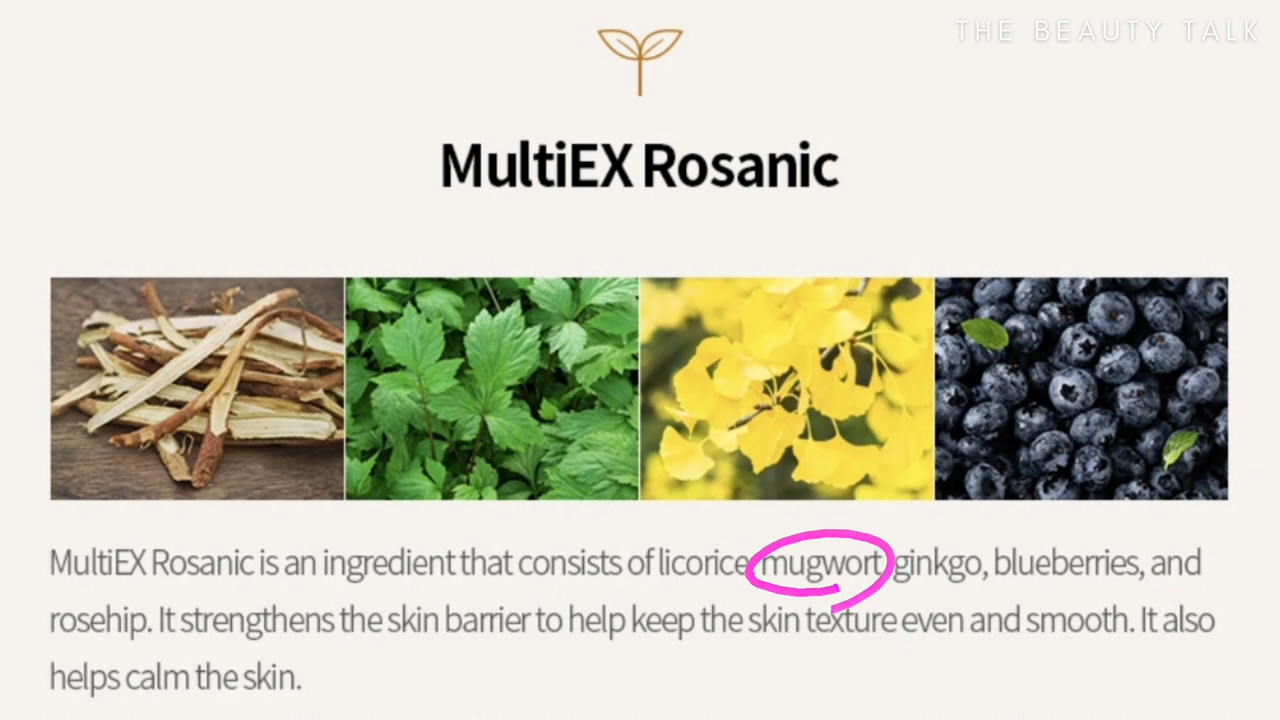 THE BEAUTY TALK
MultiEX Rosanic
MultiEX Rosanic is an ingredient that consists of licorice, mugwort, ginkgo, blueberries, and
rosehip. It strengthens the skin barrier to help keep the skin texture even and smooth. It also
helps calm the skin.